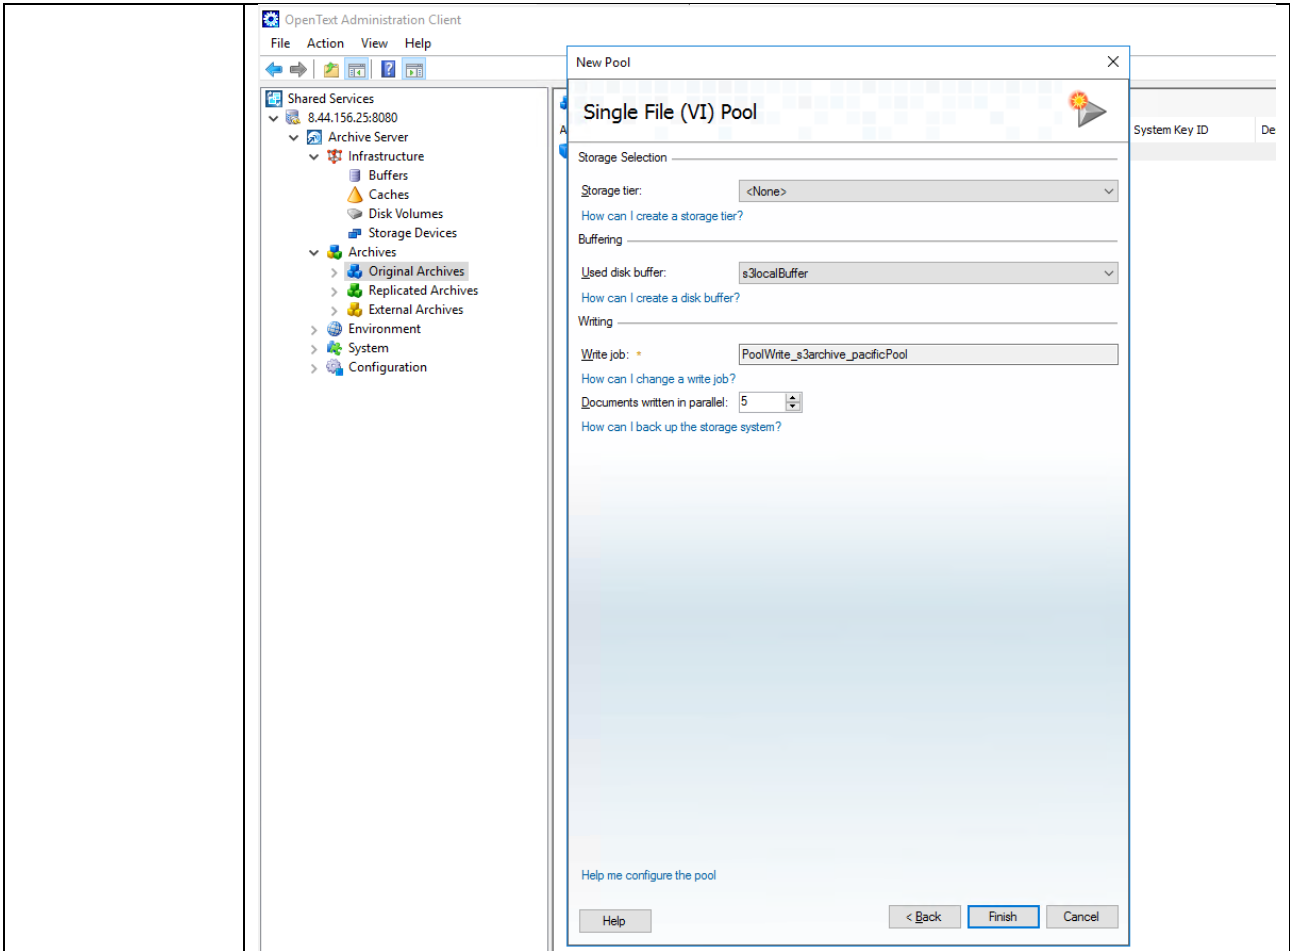 OpenText Administration Client
File Action View Help
Shared Services
8.44.156.25:8080
Archive Server
Infrastructure
Buffers
Caches
Disk Volumes
Storage Devices
Archives
Original Archives
Replicated Archives
External Archives
Environment
System
Configuration
A
System Key ID De
New Pool
Single File (VI) Pool
Storage Selection
Storage tier: <None>
How can I create a storage tier?
Buffering
Used disk buffer: s3localBuffer
How can I create a disk buffer?
Writing
Write job: * PoolWrite_s3archive_pacificPool
How can I change a write job?
Documents written in parallel: 5
How can I back up the storage system?
Help me configure the pool
Help < Back Finish Cancel